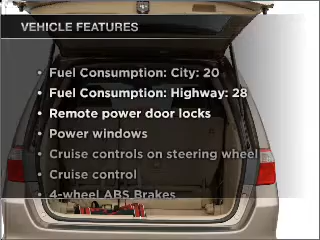 VEHICLE FEATURES
• Fuel Consumption: City: 20
• Fuel Consumption: Highway: 28
• Remote power door locks
• Power windows
• Cruise controls on steering wheel
• Cruise control
• 4-wheel ABS Brakes